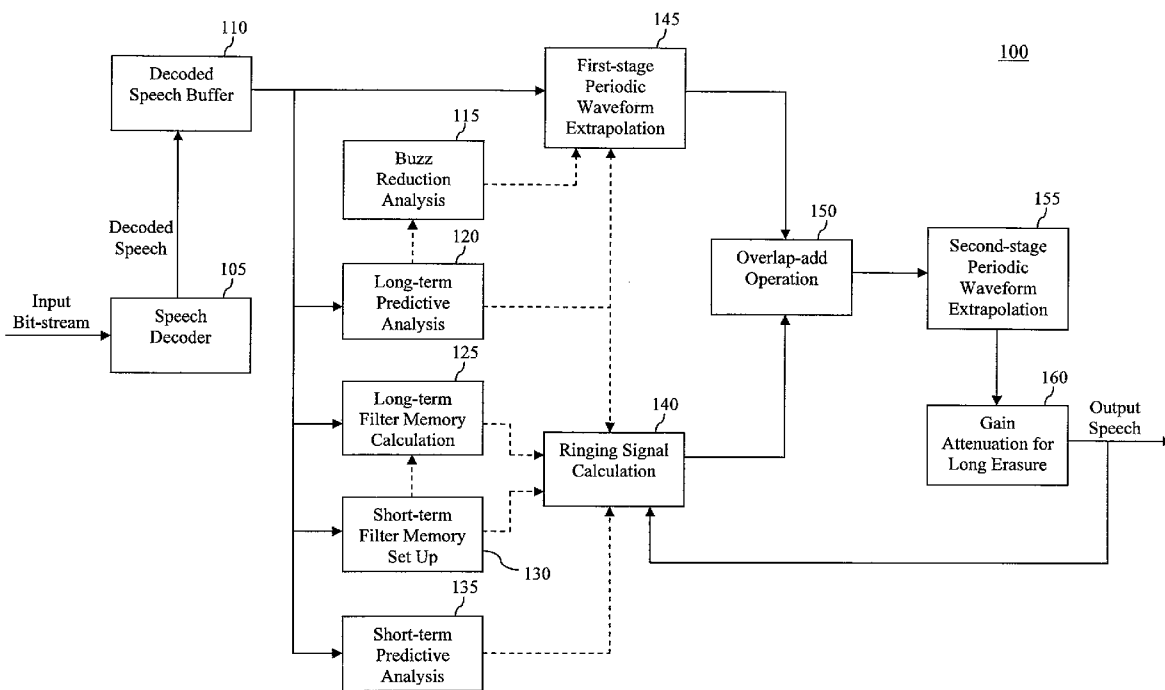 100
110
Decoded
Speech Buffer
145
First-stage
Periodic
Waveform
Extrapolation
115
Buzz
Reduction
Analysis
Decoded
Speech
120
Long-term
Predictive
Analysis
105
Speech
Decoder
Input
Bit-stream
150
Overlap-add
Operation
155
Second-stage
Periodic
Waveform
Extrapolation
125
Long-term
Filter Memory
Calculation
140
Ringing Signal
Calculation
160
Gain
Attenuation for
Long Erasure
Output
Speech
Short-term
Filter Memory
Set Up
130
135
Short-term
Predictive
Analysis